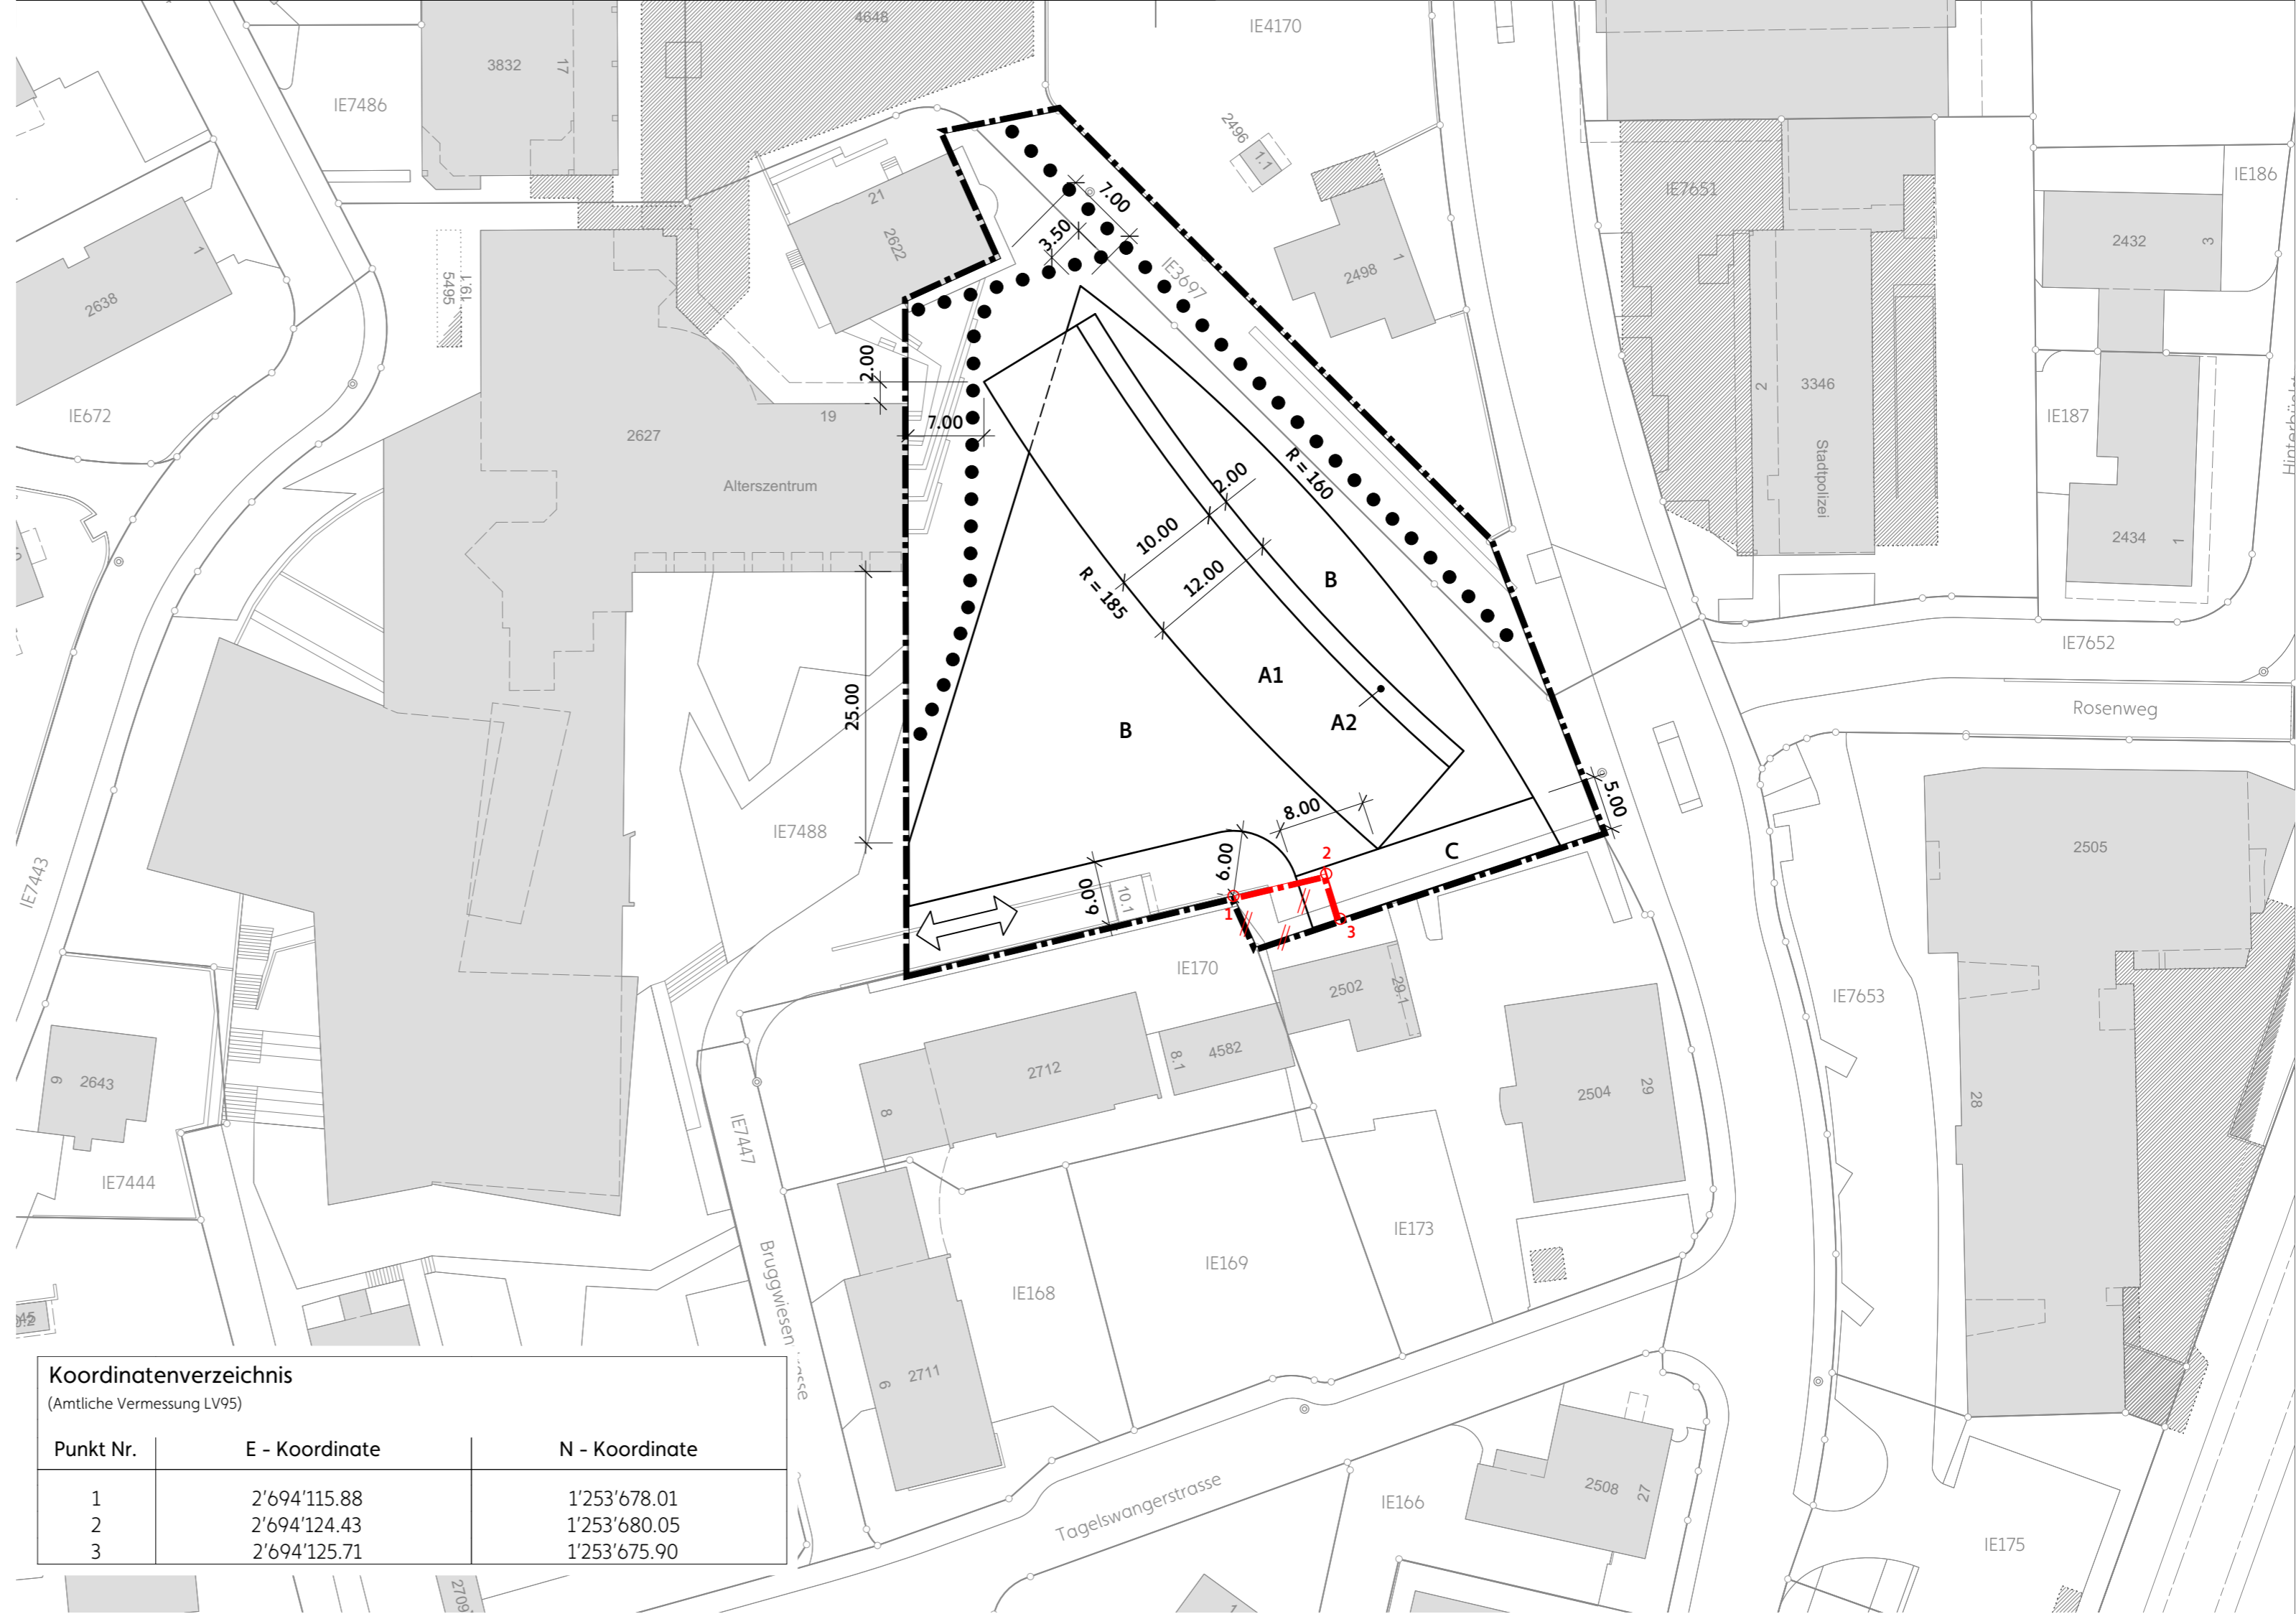 4648
IE4170
3832
17
IE7486
2496
1.1
IE7651
IE186
21
2622
7.00
3.50
IE3697
2498
1
2432
3
2638
1
19.1
5495
2.00
IE672
2627
19
7.00
Alterszentrum
2
3346
Stadtpolizei
IE187
2434
1
R = 160
2.00
10.00
12.00
R = 185
B
A1
A2
B
25.00
IE7652
Rosenweg
IE7488
IE7443
8.00
5.00
6.00
2
C
2505
6.00
10.1
1
3
IE170
2502
29.1
IE7653
2712
8.1
4582
8
2504
29
28
9
2643
IE7447
IE7444
IE173
IE169
IE168
Bruggwiesen
2711
6
Tagelswangerstrasse
IE166
2508
27
IE175
2709
1
Koordinatenverzeichnis
(Amtliche Vermessung LV95)
Punkt Nr. E - Koordinate N - Koordinate
1 2'694'115.88 1'253'678.01
2 2'694'124.43 1'253'680.05
3 2'694'125.71 1'253'675.90